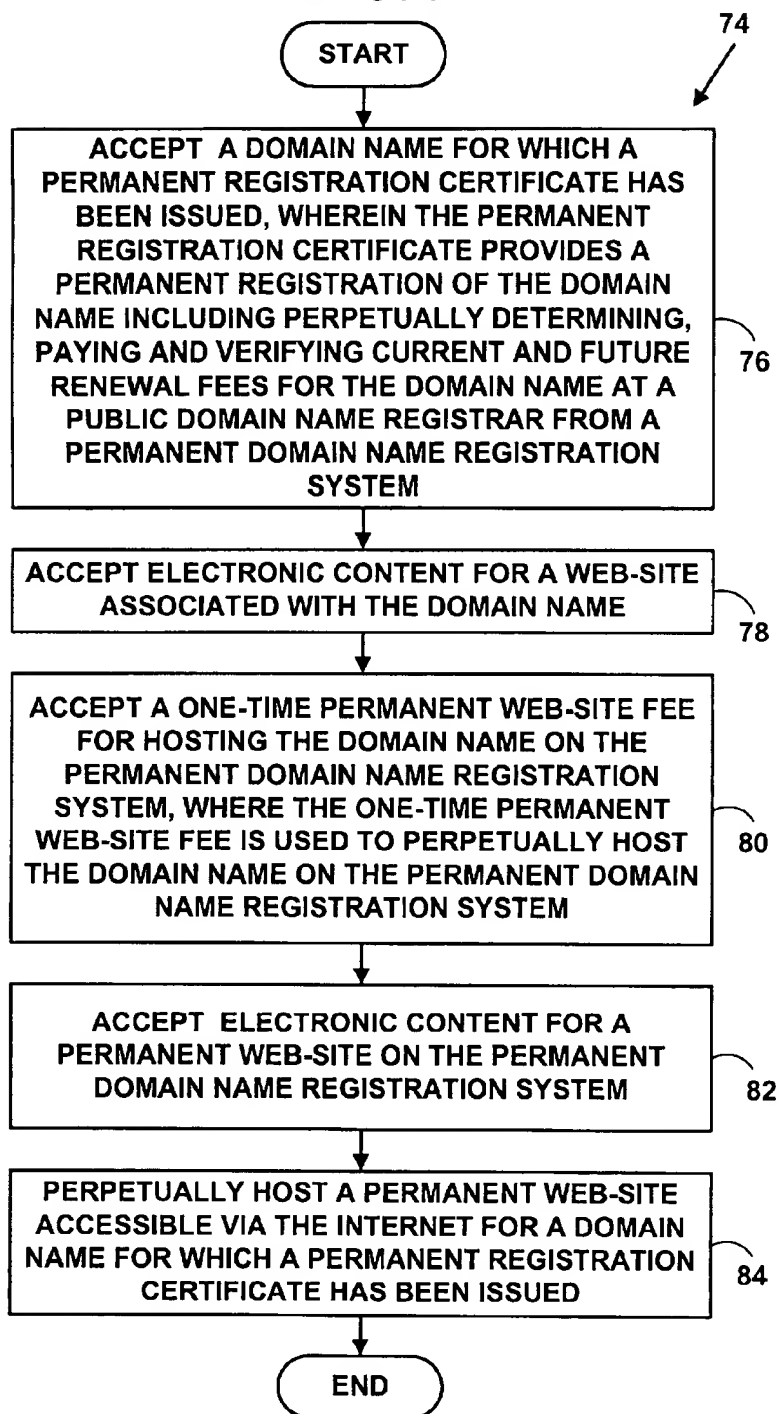 74
START
ACCEPT A DOMAIN NAME FOR WHICH A
PERMANENT REGISTRATION CERTIFICATE HAS
BEEN ISSUED, WHEREIN THE PERMANENT
REGISTRATION CERTIFICATE PROVIDES A
PERMANENT REGISTRATION OF THE DOMAIN
NAME INCLUDING PERPETUALLY DETERMINING,
PAYING AND VERIFYING CURRENT AND FUTURE
RENEWAL FEES FOR THE DOMAIN NAME AT A
PUBLIC DOMAIN NAME REGISTRAR FROM A
PERMANENT DOMAIN NAME REGISTRATION
SYSTEM
76
ACCEPT ELECTRONIC CONTENT FOR A WEB-SITE
ASSOCIATED WITH THE DOMAIN NAME
78
ACCEPT A ONE-TIME PERMANENT WEB-SITE FEE
FOR HOSTING THE DOMAIN NAME ON THE
PERMANENT DOMAIN NAME REGISTRATION
SYSTEM, WHERE THE ONE-TIME PERMANENT
WEB-SITE FEE IS USED TO PERPETUALLY HOST
THE DOMAIN NAME ON THE PERMANENT DOMAIN
NAME REGISTRATION SYSTEM
80
ACCEPT ELECTRONIC CONTENT FOR A
PERMANENT WEB-SITE ON THE PERMANENT
DOMAIN NAME REGISTRATION SYSTEM
82
PERPETUALLY HOST A PERMANENT WEB-SITE
ACCESSIBLE VIA THE INTERNET FOR A DOMAIN
NAME FOR WHICH A PERMANENT REGISTRATION
CERTIFICATE HAS BEEN ISSUED
84
END